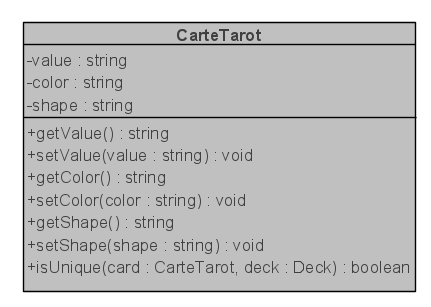 CarteTarot
-value : string
-color : string
-shape : string
+getValue() : string
+setValue(value : string) : void
+getColor() : string
+setColor(color : string) : void
+getShape() : string
+setShape(shape : string) : void
+isUnique(card : CarteTarot, deck : Deck) : boolean